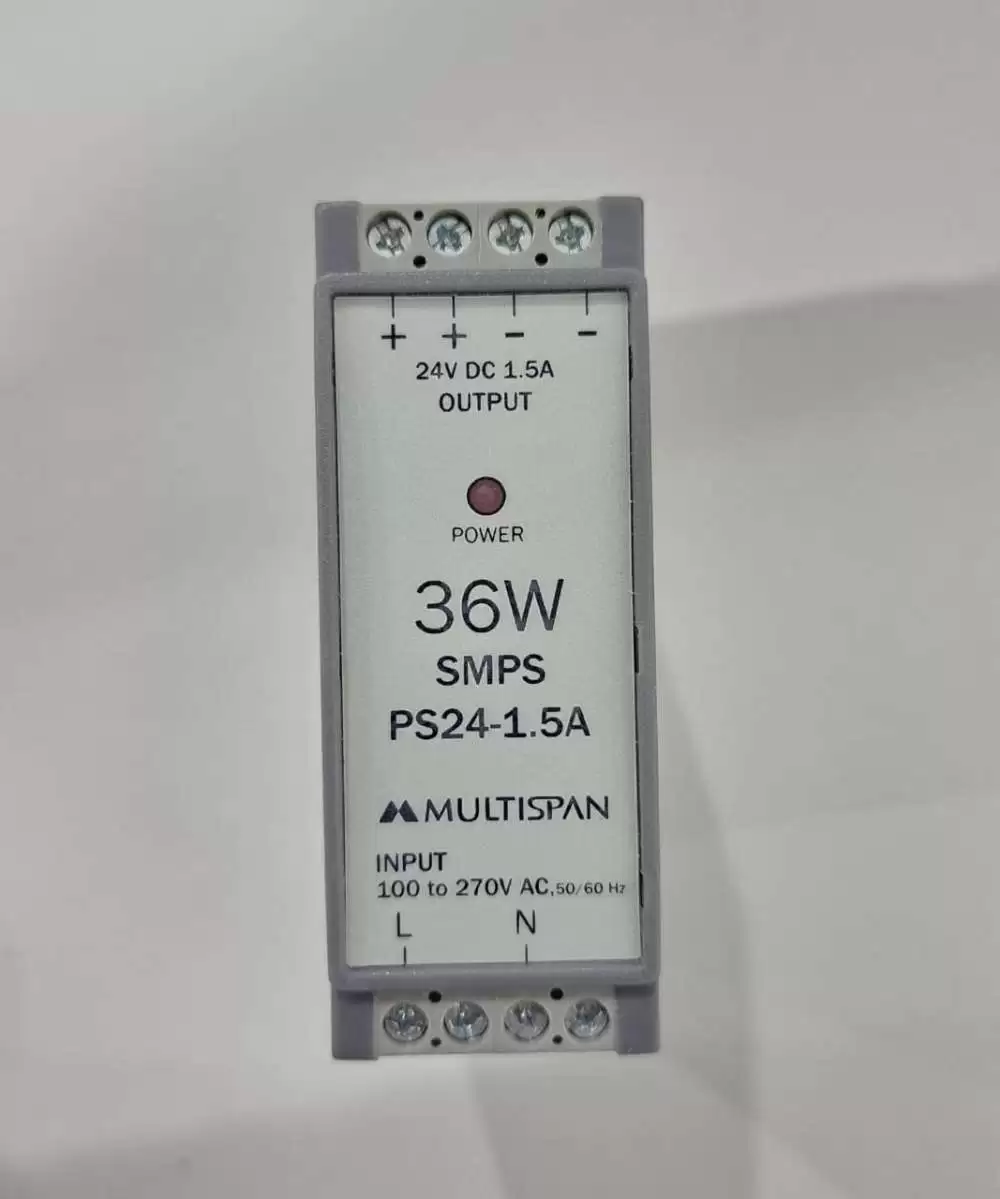 + + − −
24V DC 1.5A
OUTPUT
POWER
36W
SMPS
PS24-1.5A
MULTISPAN
INPUT
100 to 270V AC,50/60 Hz
L N